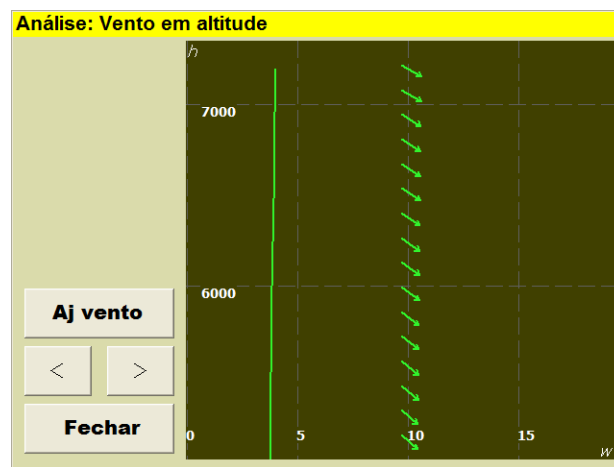 Análise: Vento em altitude
h
7000
6000
Aj vento
< >
Fechar
0 5 10 15
w